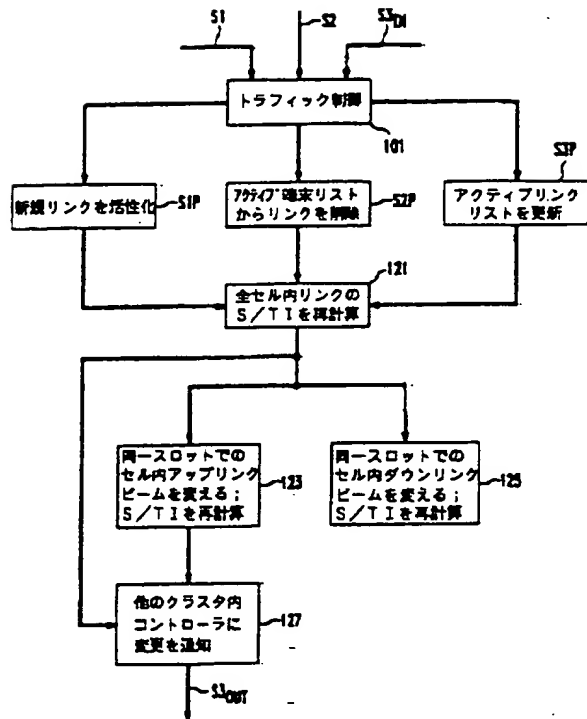 S1
S2
S3DI
トラフィック制御
101
新規リンクを活性化
S1P
アクティブ端末リスト
からリンクを削除
S2P
S3P
アクティブリンク
リストを更新
121
全セル内リンクの
S/TIを再計算
同一スロットでの
セル内アップリンク
ビームを変える;
S/TIを再計算
123
同一スロットでの
セル内ダウンリンク
ビームを変える;
S/TIを再計算
125
他のクラスタ内
コントローラに
変更を通知
127
S3OUT